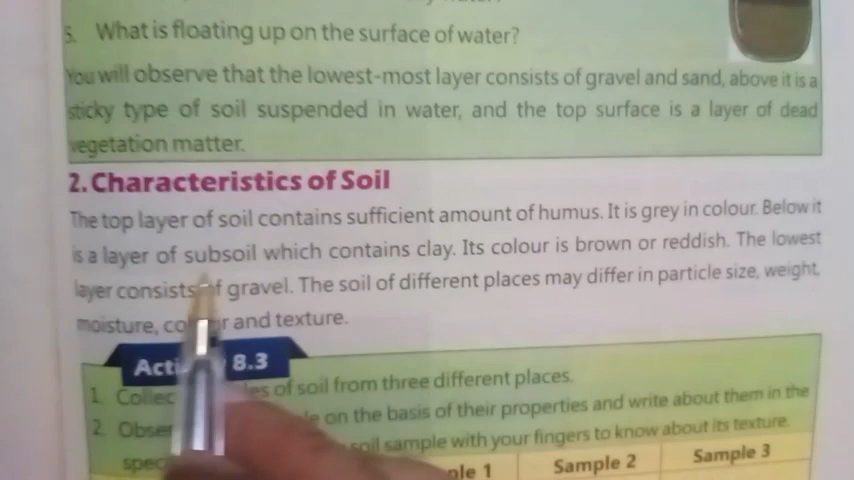 5. What is floating up on the surface of water?
You will observe that the lowest-most layer consists of gravel and sand, above it is a
sticky type of soil suspended in water, and the top surface is a layer of dead
vegetation matter.
2. Characteristics of Soil
The top layer of soil contains sufficient amount of humus. It is grey in colour. Below it
is a layer of subsoil which contains clay. Its colour is brown or reddish. The lowest
layer consists of gravel. The soil of different places may differ in particle size, weight,
moisture, colour and texture.
8.3
1. of soil from three different places.
2. on the basis of their properties and write about them in the
soil sample with your fingers to know about its texture.
Sample 2 Sample 3